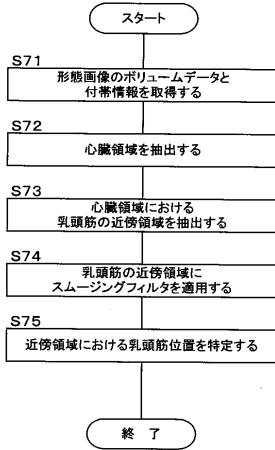 スタート
S71
形態画像のボリュームデータと
付帯情報を取得する
S72
心臓領域を抽出する
S73
心臓領域における
乳頭筋の近傍領域を抽出する
S74
乳頭筋の近傍領域に
スムージングフィルタを適用する
S75
近傍領域における乳頭筋位置を特定する
終 了